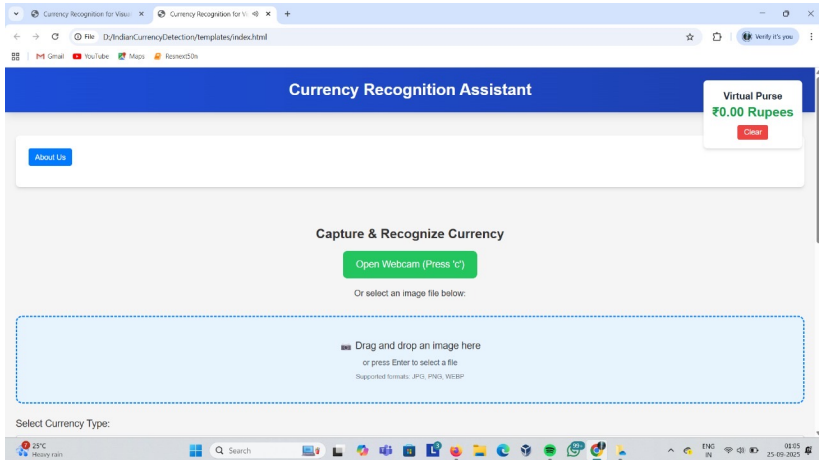 Currency Recognition for Visual
Currency Recognition for Vi
File D:/IndianCurrencyDetection/templates/index.html
Verify it's you
Gmail YouTube Maps Resnext50n
Currency Recognition Assistant
Virtual Purse
₹0.00 Rupees
Clear
About Us
Capture & Recognize Currency
Open Webcam (Press 'c')
Or select an image file below:
Drag and drop an image here
or press Enter to select a file
Supported formats: JPG, PNG, WEBP
Select Currency Type:
25°C
Heavy rain
Search
99+
ENG
IN
01:05
25-09-2025